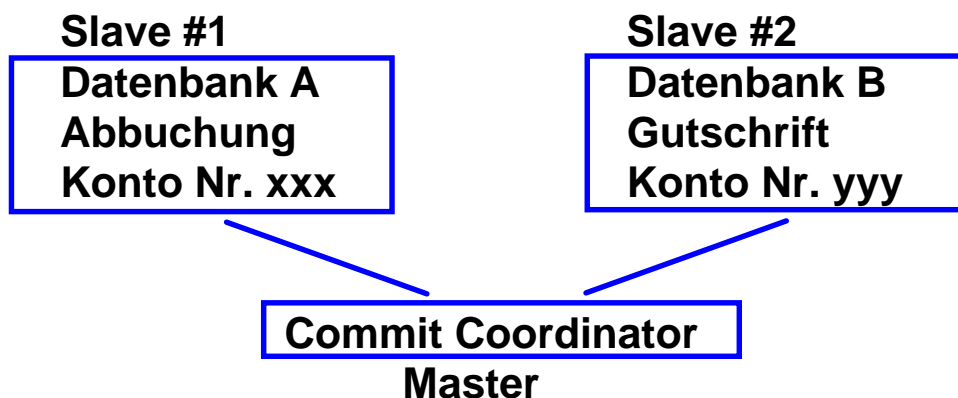 Slave #1
Datenbank A
Abbuchung
Konto Nr. xxx
Slave #2
Datenbank B
Gutschrift
Konto Nr. yyy
Commit Coordinator
Master